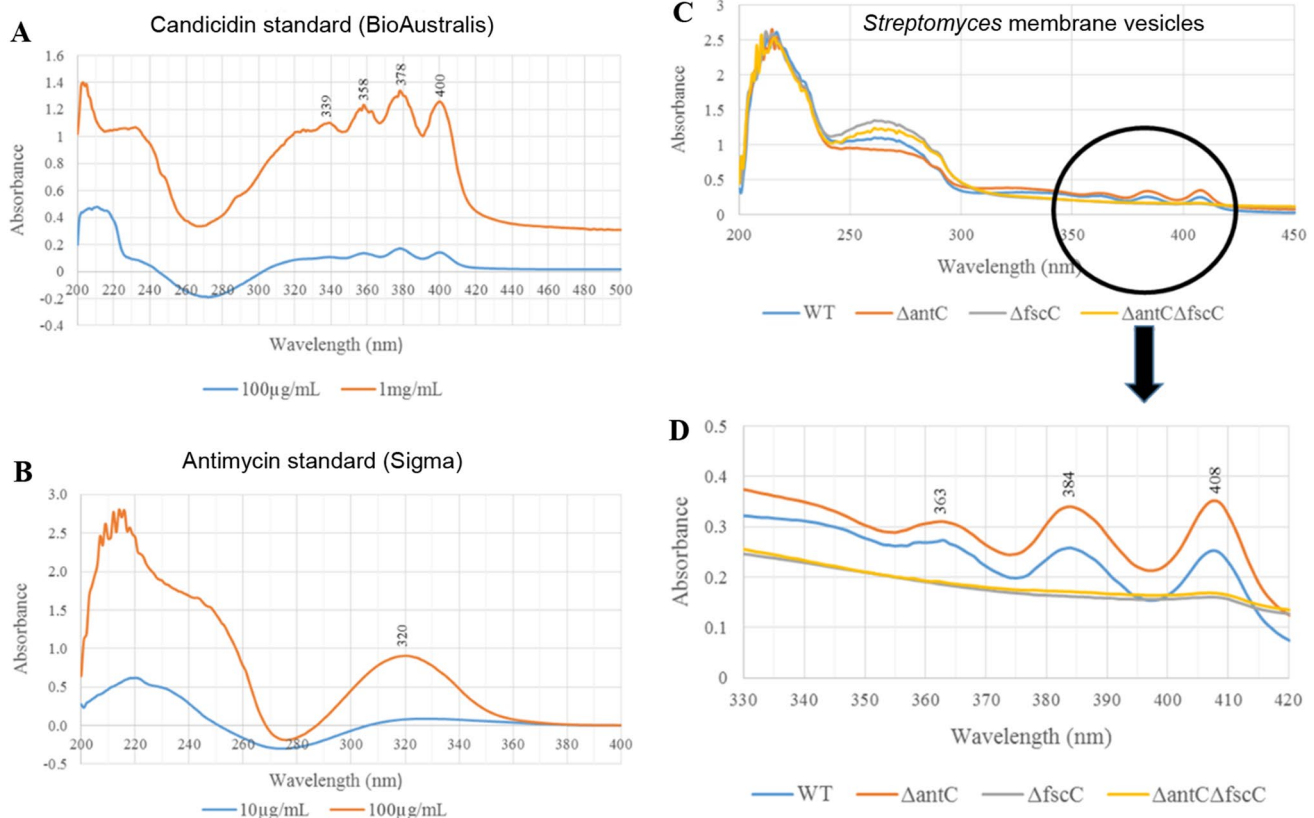 A
Candicidin standard (BioAustralis)
1.6
1.4
1.2
1
0.8
0.6
0.4
0.2
0
-0.2
-0.4
Absorbance
339
358
378
400
200 220 240 260 280 300 320 340 360 380 400 420 440 460 480 500
Wavelength (nm)
100µg/mL 1mg/mL
B
Antimycin standard (Sigma)
3.0
2.5
2.0
1.5
1.0
0.5
0.0
-0.5
Absorbance
320
200 220 240 260 280 300 320 340 360 380 400
Wavelength (nm)
10µg/mL 100µg/mL
C
Streptomyces membrane vesicles
3
2.5
2
1.5
1
0.5
0
Absorbance
200 250 300 350 400 450
Wavelength (nm)
WT ΔantC ΔfscC ΔantCΔfscC
D
0.5
0.4
0.3
0.2
0.1
0
Absorbance
363
384
408
330 340 350 360 370 380 390 400 410 420
Wavelength (nm)
WT ΔantC ΔfscC ΔantCΔfscC